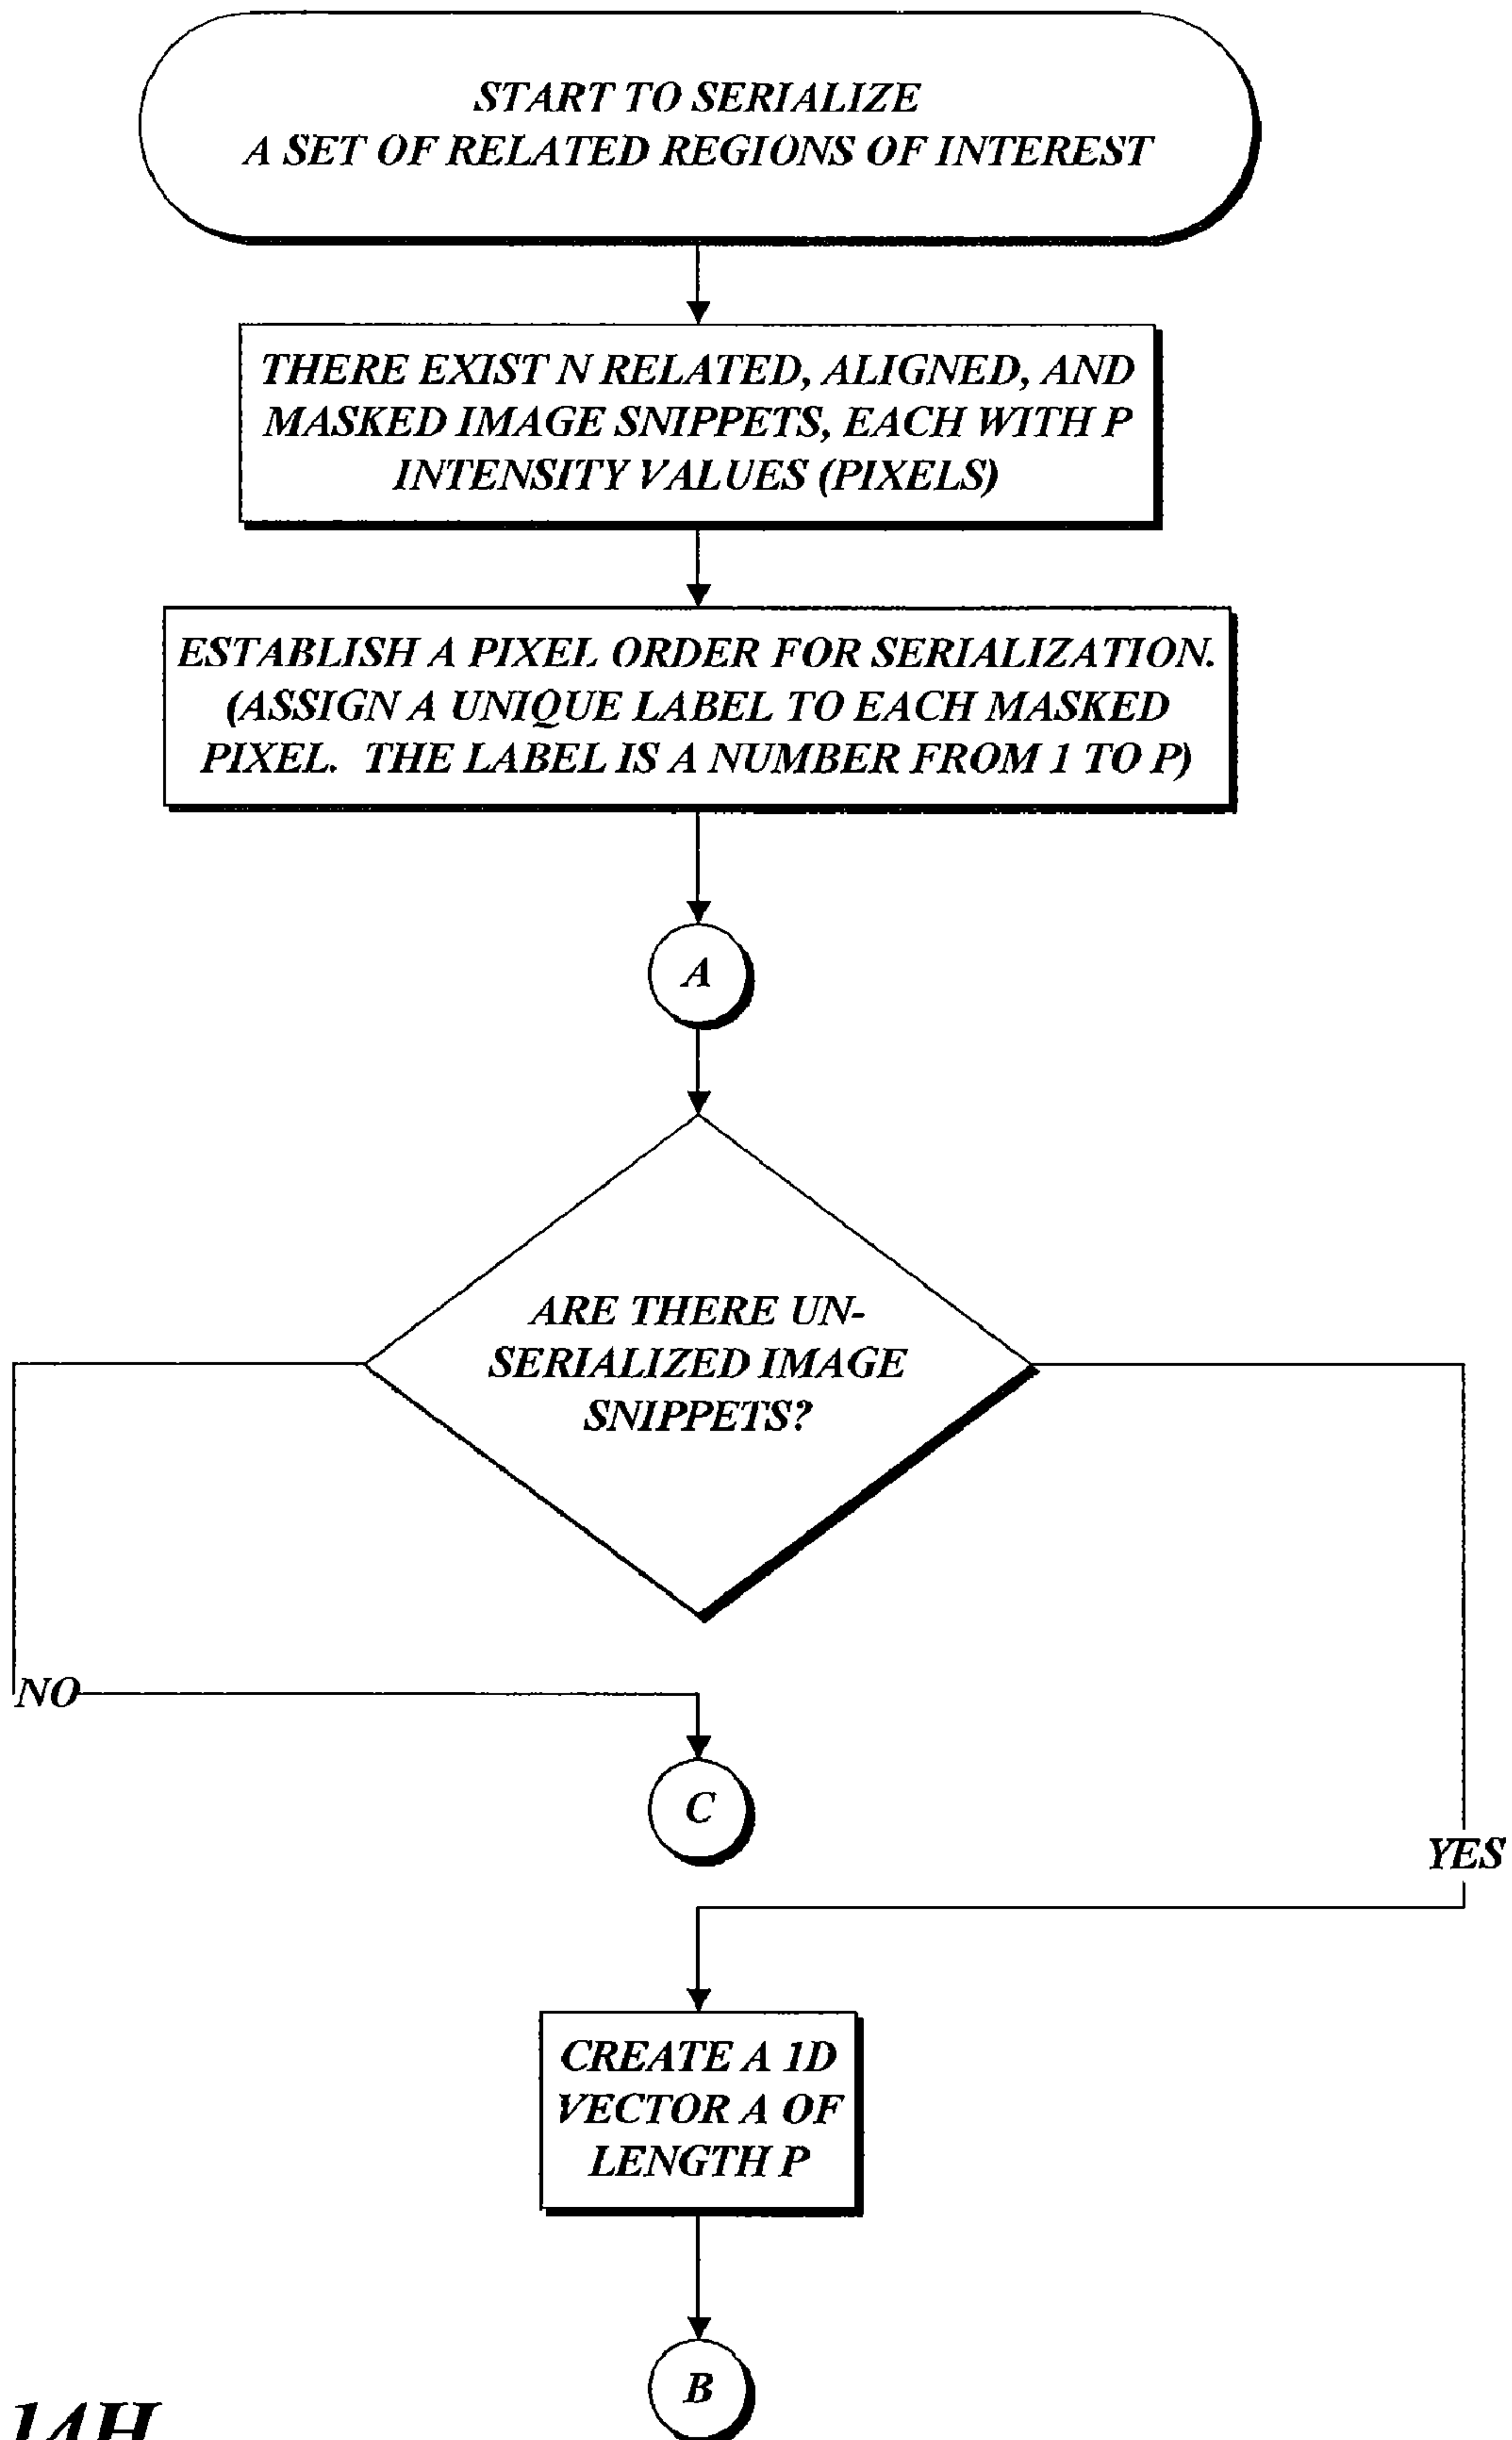 START TO SERIALIZE
A SET OF RELATED REGIONS OF INTEREST
THERE EXIST N RELATED, ALIGNED, AND
MASKED IMAGE SNIPPETS, EACH WITH P
INTENSITY VALUES (PIXELS)
ESTABLISH A PIXEL ORDER FOR SERIALIZATION.
(ASSIGN A UNIQUE LABEL TO EACH MASKED
PIXEL. THE LABEL IS A NUMBER FROM 1 TO P)
A
ARE THERE UN-
SERIALIZED IMAGE
SNIPPETS?
NO
C
YES
CREATE A 1D
VECTOR A OF
LENGTH P
B
14H